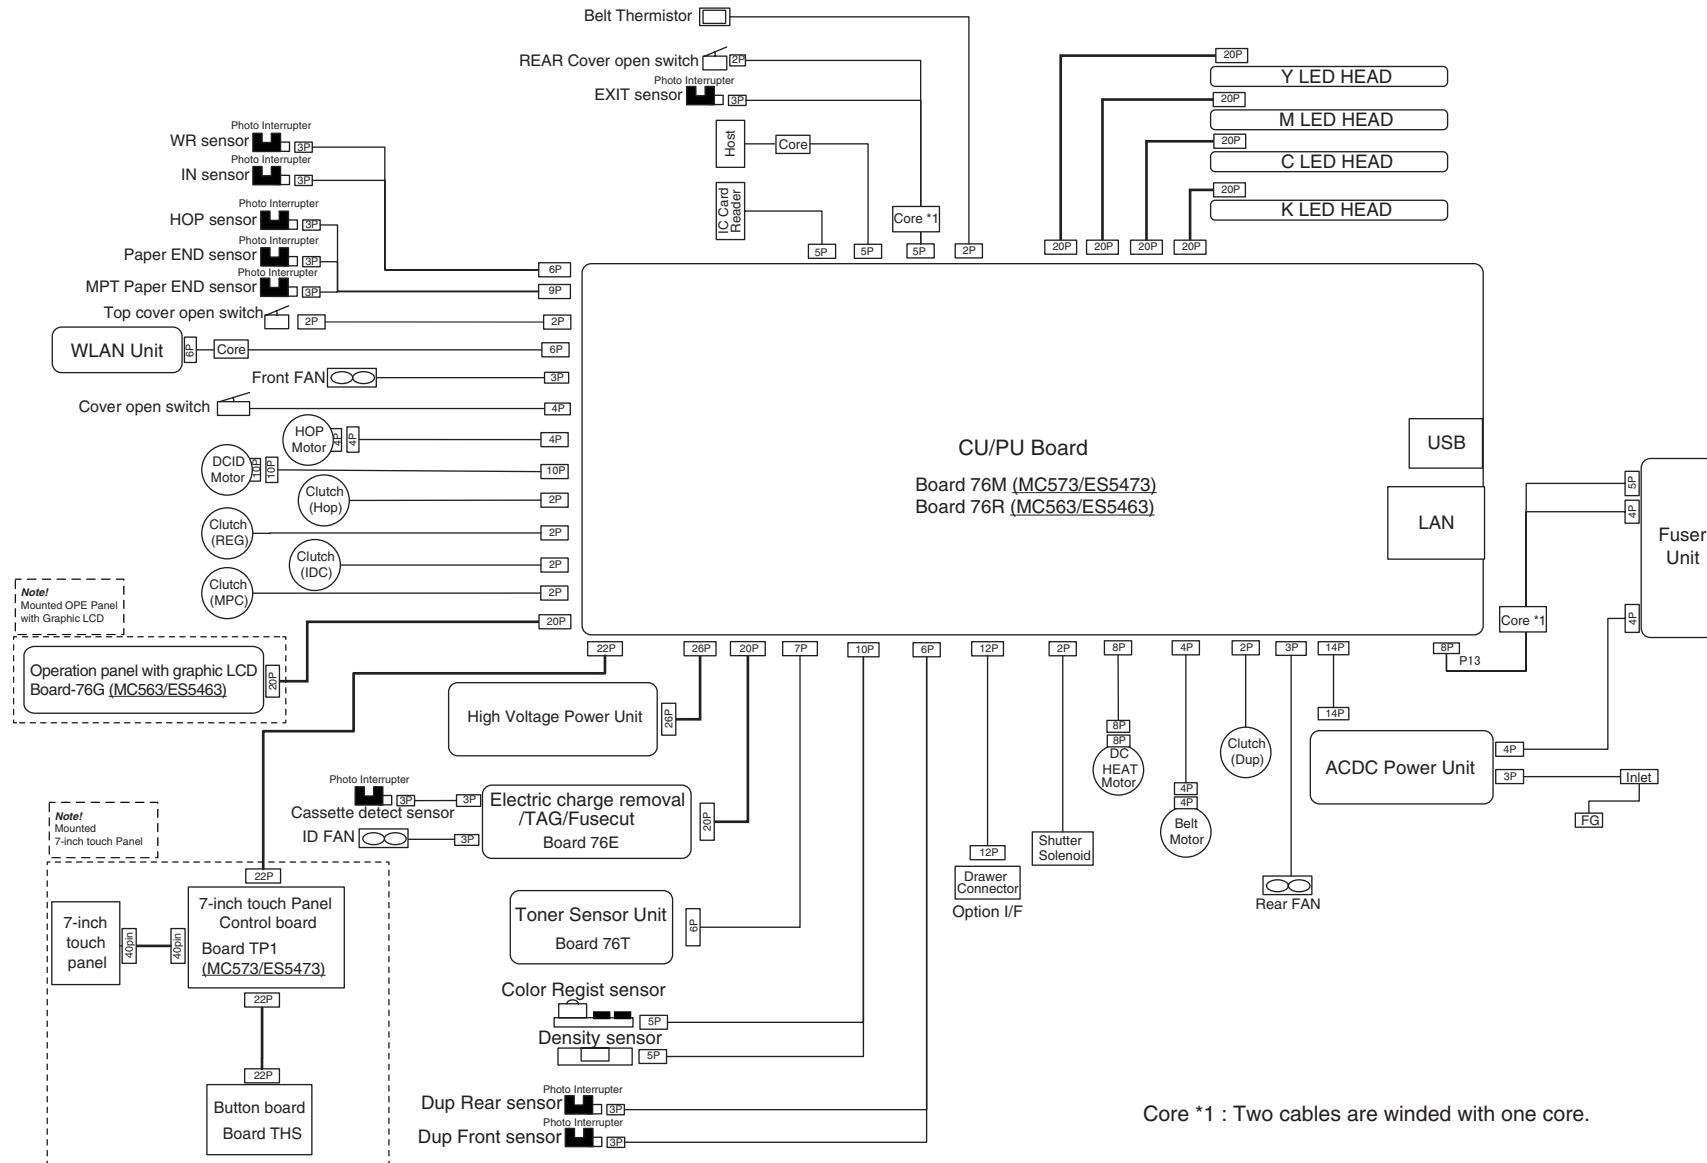 Belt Thermistor
REAR Cover open switch 2P
Photo Interrupter
EXIT sensor 3P
Host
Core
IC Card
Reader
Core *1
5P 5P 5P 2P
20P
Y LED HEAD
20P
M LED HEAD
20P
C LED HEAD
20P
K LED HEAD
20P 20P 20P 20P
Photo Interrupter
WR sensor 3P
Photo Interrupter
IN sensor 3P
Photo Interrupter
HOP sensor 3P
Photo Interrupter
Paper END sensor 3P
Photo Interrupter
MPT Paper END sensor 3P
6P
9P
Top cover open switch 2P 2P
WLAN Unit 6P Core 6P
Front FAN 3P
Cover open switch 4P
HOP
Motor
4P 4P 4P
DCID
Motor
10P 10P 10P
Clutch
(Hop)
2P
Clutch
(REG)
2P
Clutch
(IDC)
2P
Clutch
(MPC)
2P
20P
CU/PU Board
Board 76M (MC573/ES5473)
Board 76R (MC563/ES5463)
USB
LAN
5P
4P
Fuser
Unit
4P
Core *1
8P
P13
Note!
Mounted OPE Panel
with Graphic LCD
Operation panel with graphic LCD
Board-76G (MC563/ES5463)
20P
22P 26P 20P 7P 10P 6P 12P 2P 8P 4P 2P 3P 14P
High Voltage Power Unit
26P
Photo Interrupter
3P 3P
Cassette detect sensor
ID FAN 3P
Electric charge removal
/TAG/Fusecut
Board 76E
20P
Toner Sensor Unit
Board 76T
6P
Color Regist sensor
5P
Density sensor
5P
Photo Interrupter
Dup Rear sensor 3P
Photo Interrupter
Dup Front sensor 3P
12P
Drawer
Connector
Option I/F
Shutter
Solenoid
8P
8P
DC
HEAT
Motor
4P
4P
Belt
Motor
Clutch
(Dup)
Rear FAN
14P
ACDC Power Unit
4P
3P
Inlet
FG
Note!
Mounted
7-inch touch Panel
22P
7-inch
touch
panel
40pin 40pin
7-inch touch Panel
Control board
Board TP1
(MC573/ES5473)
22P
22P
Button board
Board THS
Core *1 : Two cables are winded with one core.